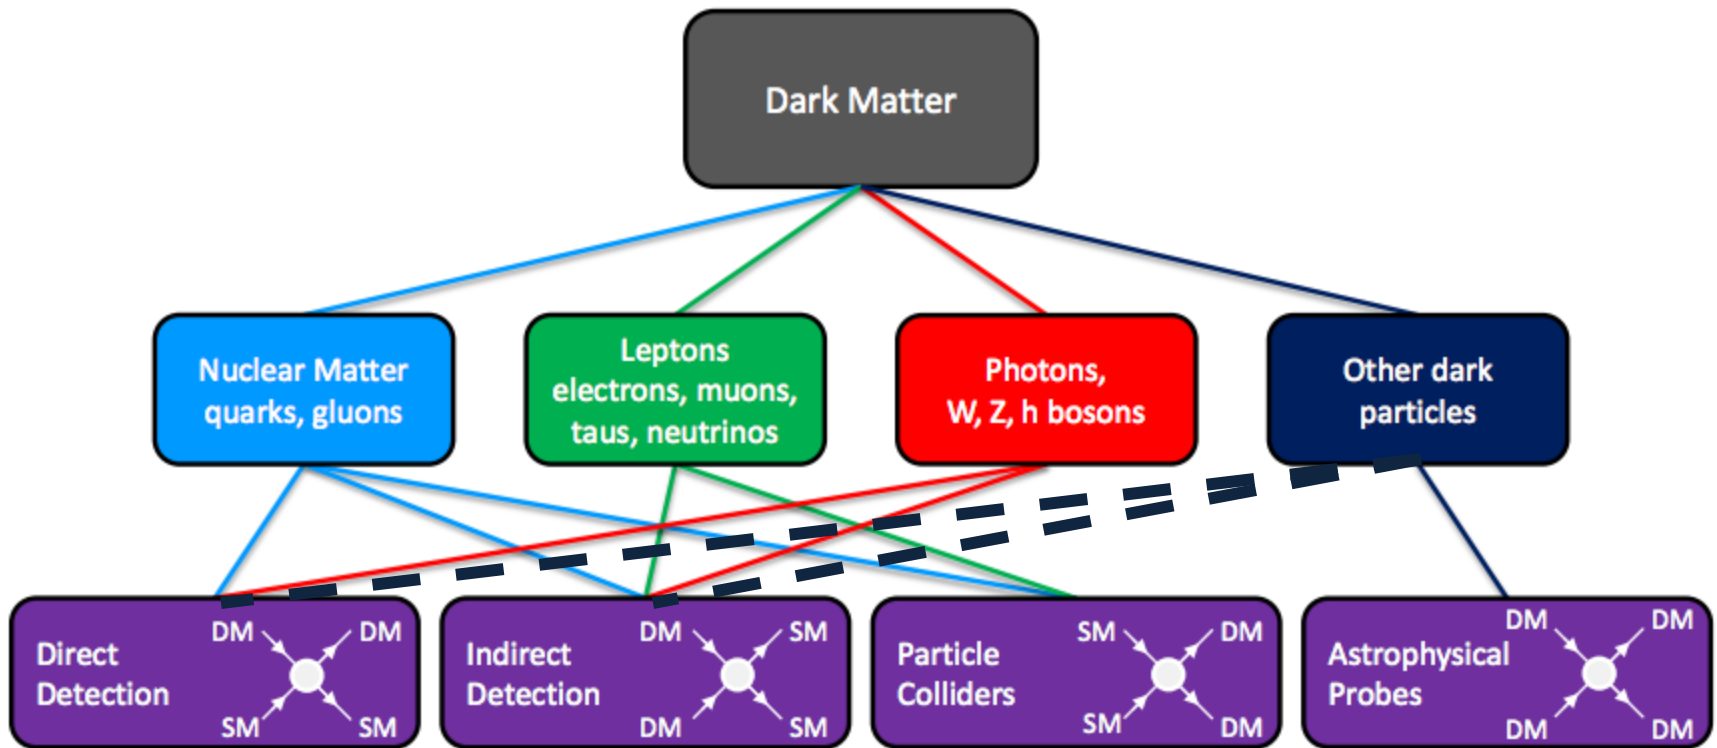 Dark Matter
Nuclear Matter
quarks, gluons
Leptons
electrons, muons,
taus, neutrinos
Photons,
W, Z, h bosons
Other dark
particles
Direct
Detection
DM
DM
SM
SM
Indirect
Detection
DM
SM
DM
SM
Particle
Colliders
SM
DM
SM
DM
Astrophysical
Probes
DM
DM
DM
DM